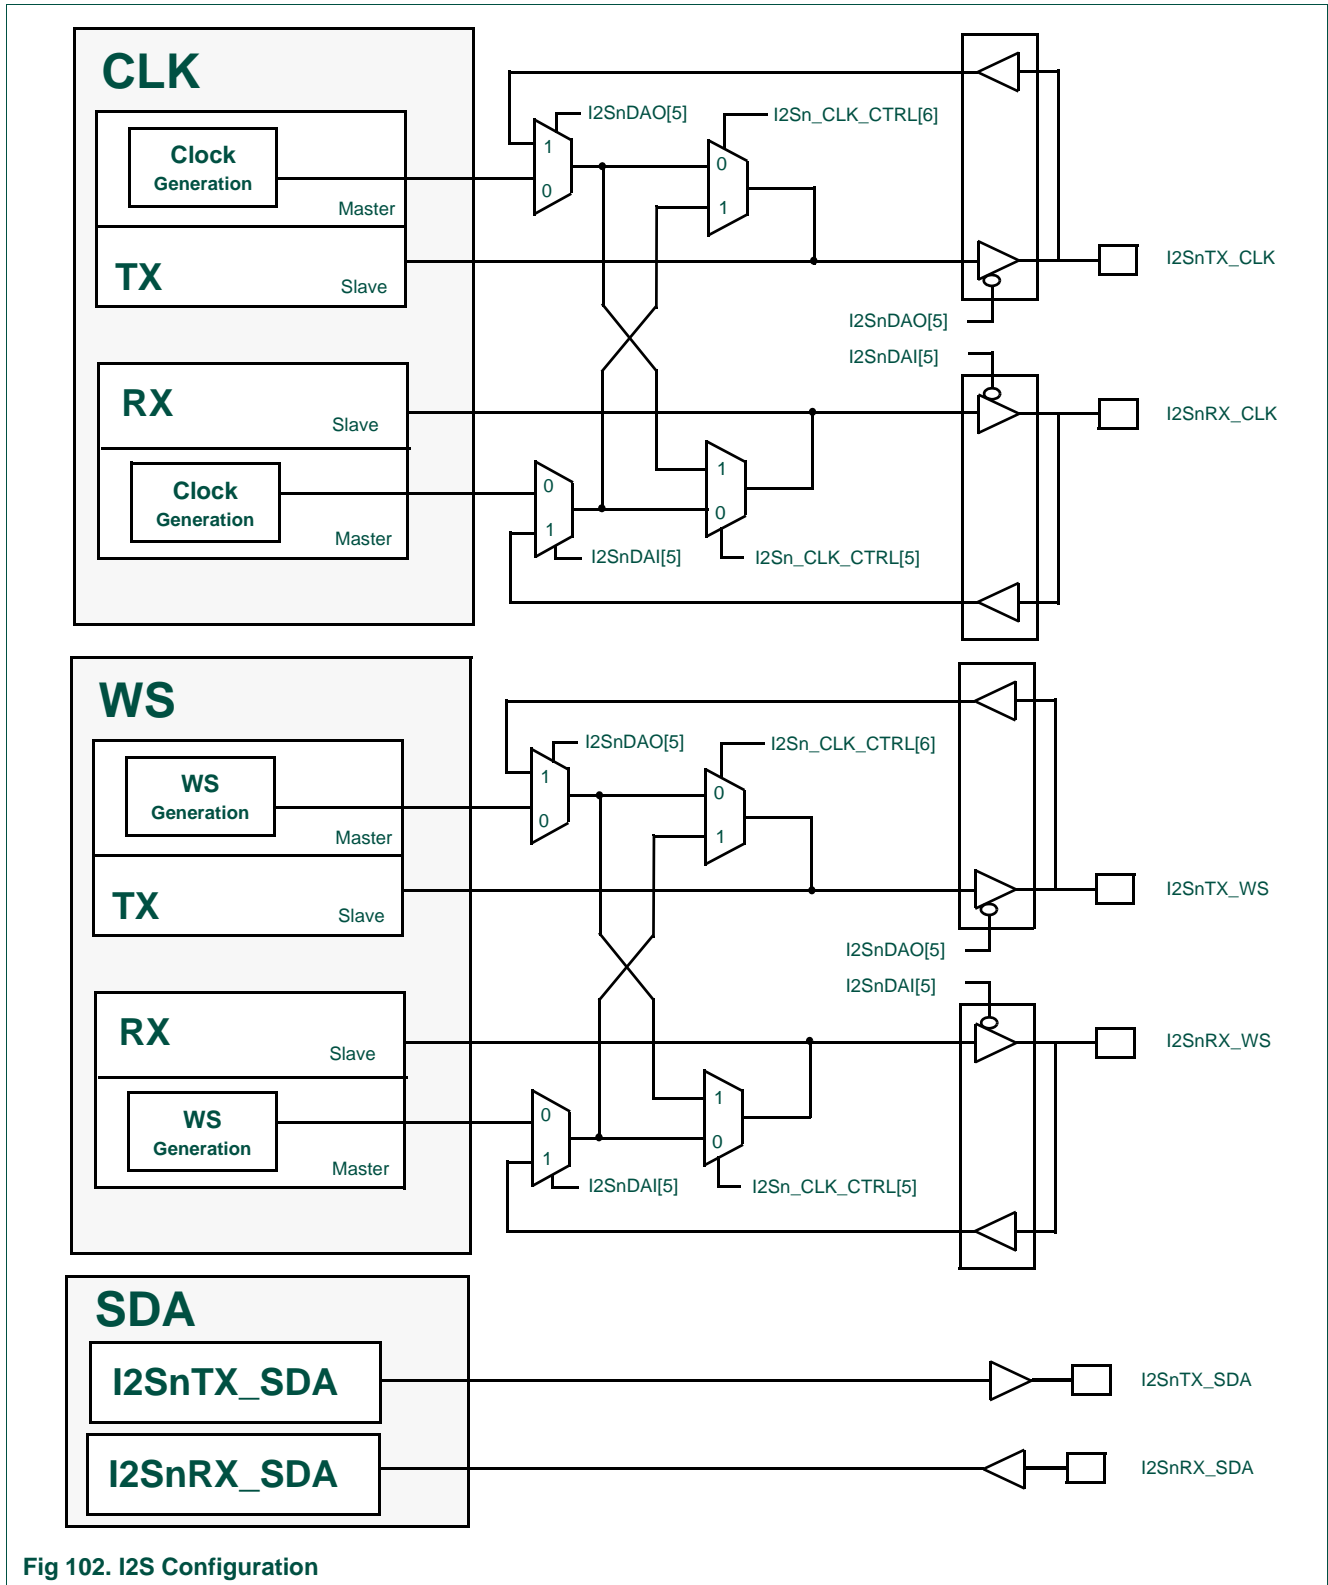 CLK
I2SnDAO[5]
I2Sn_CLK_CTRL[6]
1
0
0
1
Clock
Generation
Master
TX
Slave
I2SnTX_CLK
I2SnDAO[5]
I2SnDAI[5]
RX
Slave
I2SnRX_CLK
Clock
Generation
Master
0
1
1
0
I2SnDAI[5]
I2Sn_CLK_CTRL[5]
WS
I2SnDAO[5]
I2Sn_CLK_CTRL[6]
1
0
0
1
WS
Generation
Master
TX
Slave
I2SnTX_WS
I2SnDAO[5]
I2SnDAI[5]
RX
Slave
I2SnRX_WS
WS
Generation
Master
0
1
1
0
I2SnDAI[5]
I2Sn_CLK_CTRL[5]
SDA
I2SnTX_SDA
I2SnTX_SDA
I2SnRX_SDA
I2SnRX_SDA
Fig 102. I2S Configuration